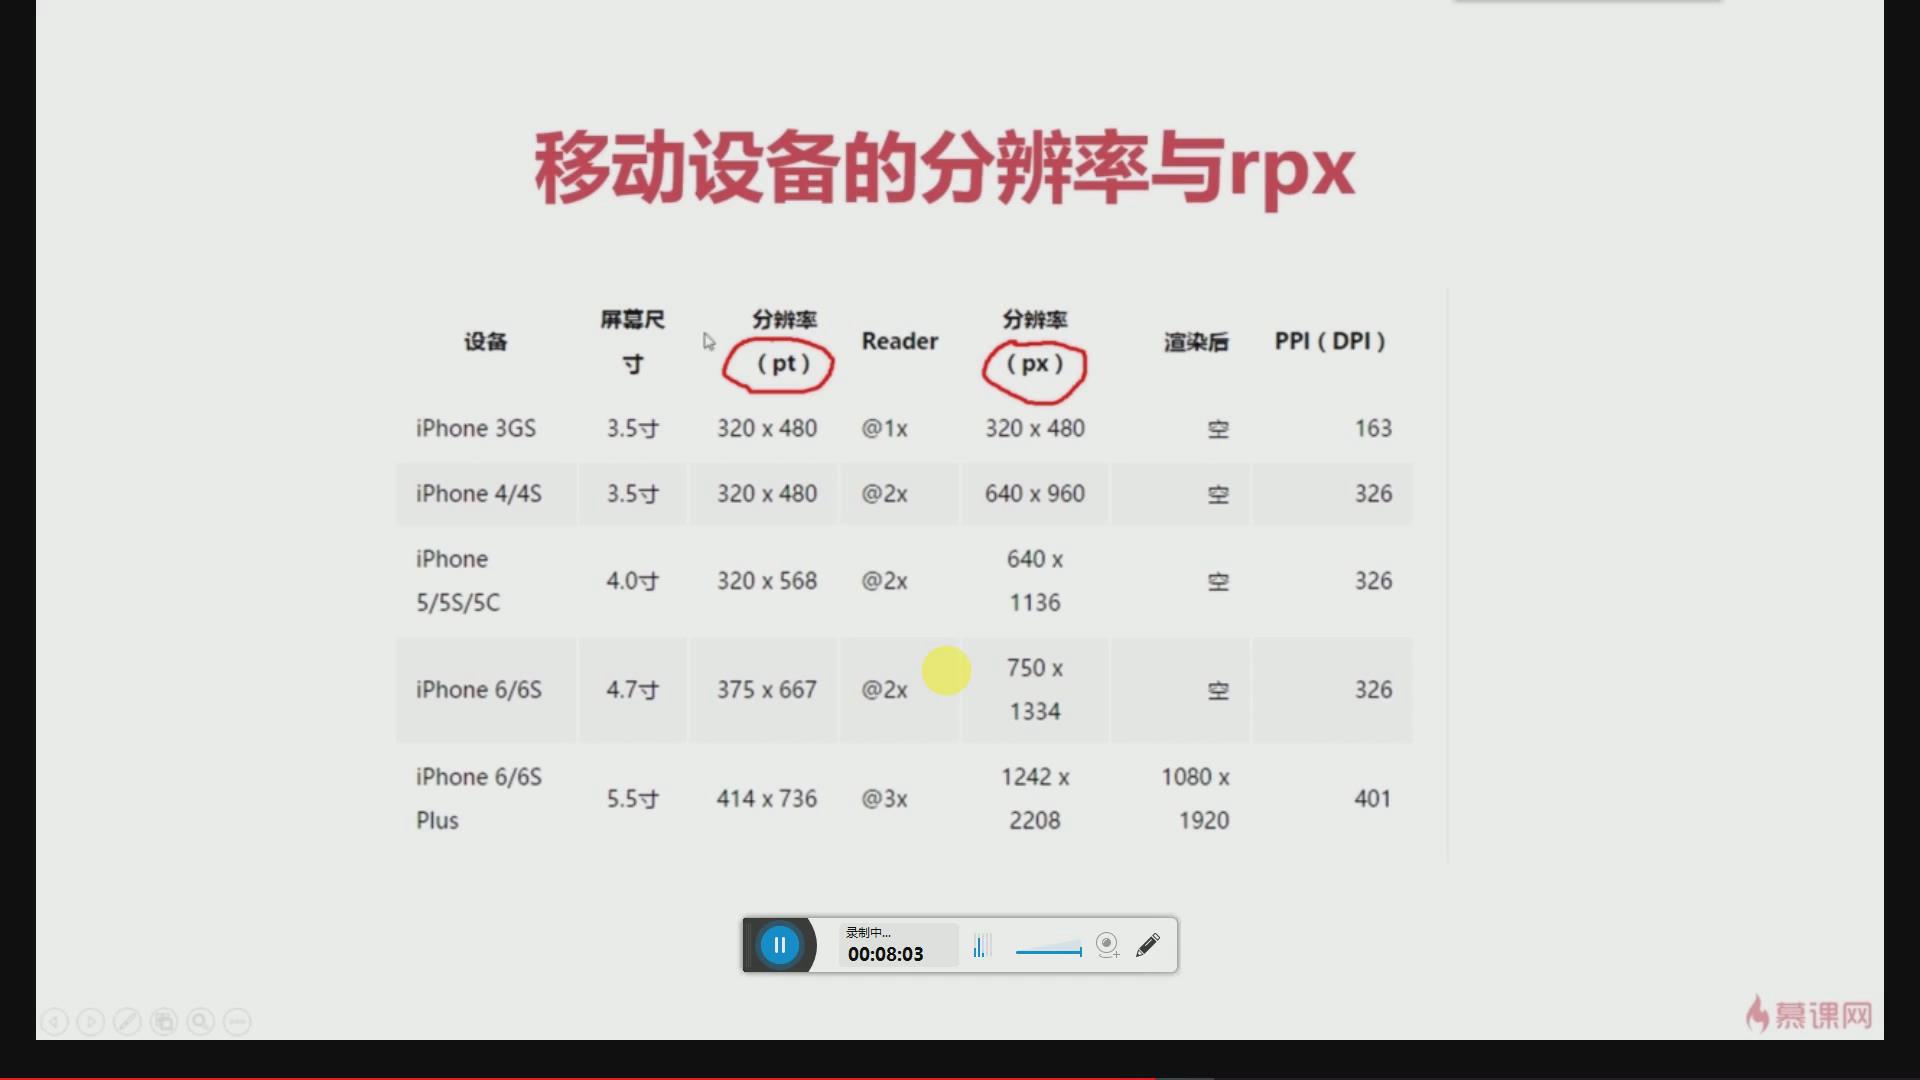 移动设备的分辨率与rpx
设备 屏幕尺寸 分辨率（pt） Reader 分辨率（px） 渲染后 PPI（DPI）
iPhone 3GS 3.5寸 320 x 480 @1x 320 x 480 空 163
iPhone 4/4S 3.5寸 320 x 480 @2x 640 x 960 空 326
iPhone 5/5S/5C 4.0寸 320 x 568 @2x 640 x 1136 空 326
iPhone 6/6S 4.7寸 375 x 667 @2x 750 x 1334 空 326
iPhone 6/6S Plus 5.5寸 414 x 736 @3x 1242 x 2208 1080 x 1920 401
录制中...
00:08:03
慕课网